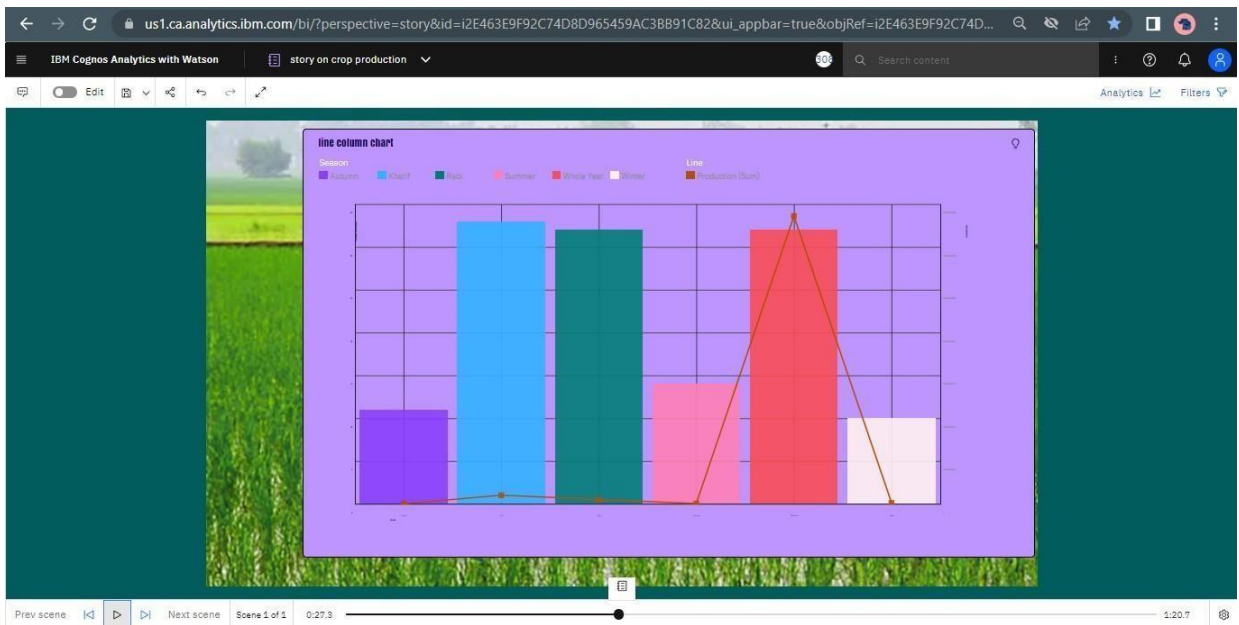 us1.ca.analytics.ibm.com/bi/?perspective=story&id=i2E463E9F92C74D8D965459AC3BB91C82&ui_appbar=true&objRef=i2E463E9F92C74D...
IBM Cognos Analytics with Watson
story on crop production
Search content
Edit
Analytics
Filters
line column chart
Season
Line
Autumn Kharif Rabi Summer Whole Year Winter
Production (Sum)
Prev scene
Next scene
Scene 1 of 1
0:27.3
1:20.7